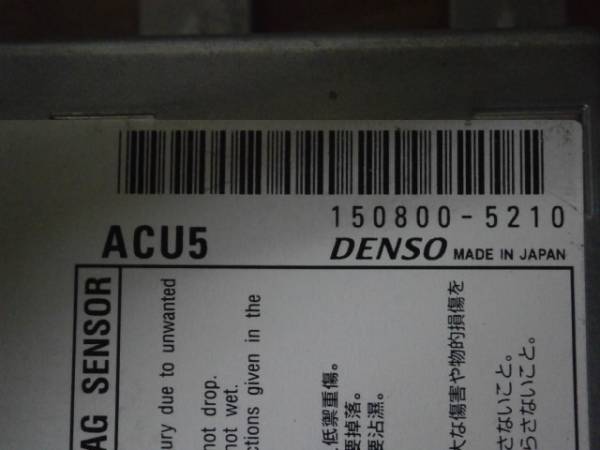 150800-5210
ACU5
DENSO MADE IN JAPAN
AG SENSOR
ury due to unwanted
not drop.
not wet.
ctions given in the
低禦重傷。
要掉落。
要沾濕。
大な傷害や物的損傷を
さないこと。
らさないこと。